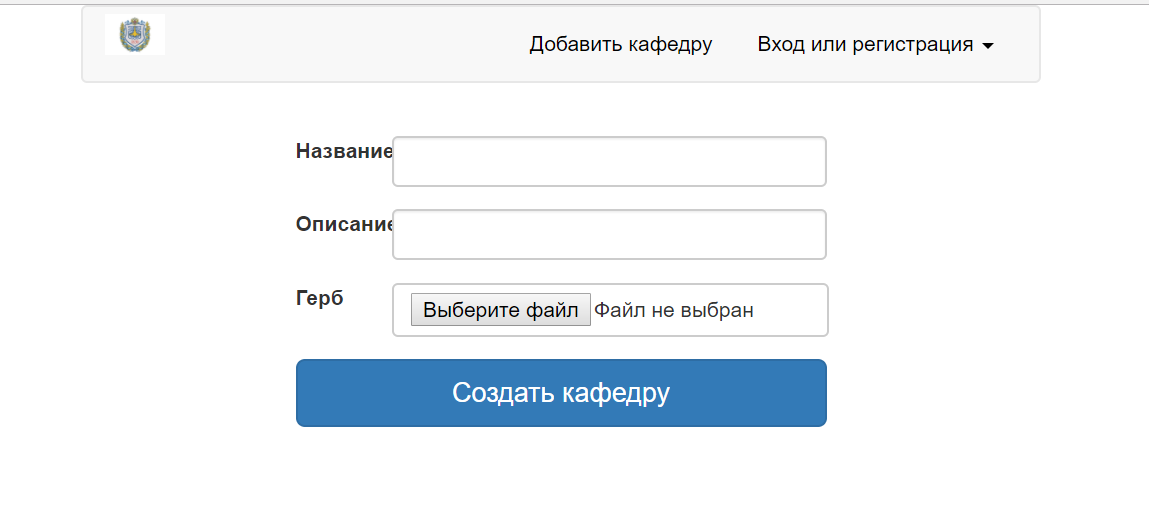 Добавить кафедру Вход или регистрация
Название
Описание
Герб Выберите файл Файл не выбран
Создать кафедру